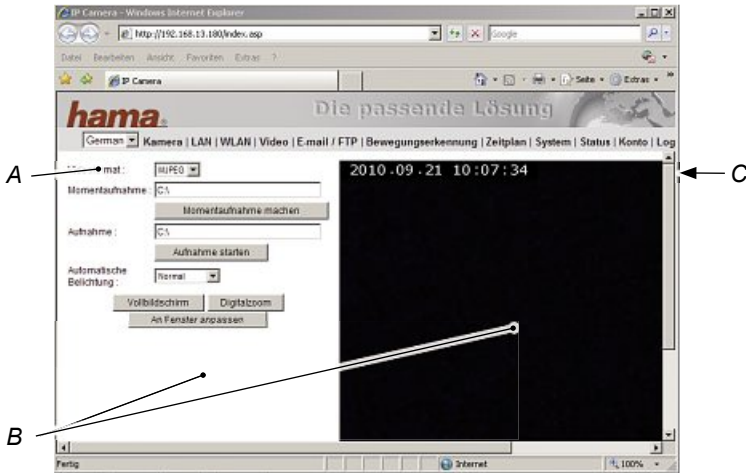 IP Camera - Windows Internet Explorer
http://192.168.13.180/index.asp
Google
Datei Bearbeiten Ansicht Favoriten Extras ?
IP Camera
Seite
Extras
hama.
Die passende Lösung
German
Kamera | LAN | WLAN | Video | E-mail / FTP | Bewegungserkennung | Zeitplan | System | Status | Konto | Log
A
mat :
MJPEG
2010-09-21 10:07:34
C
Momentaufnahme :
C:\
Momentaufnahme machen
Aufnahme :
C:\
Aufnahme starten
Automatische
Belichtung :
Normal
Vollbildschirm
Digitalzoom
An Fenster anpassen
B
Fertig
Internet
100%